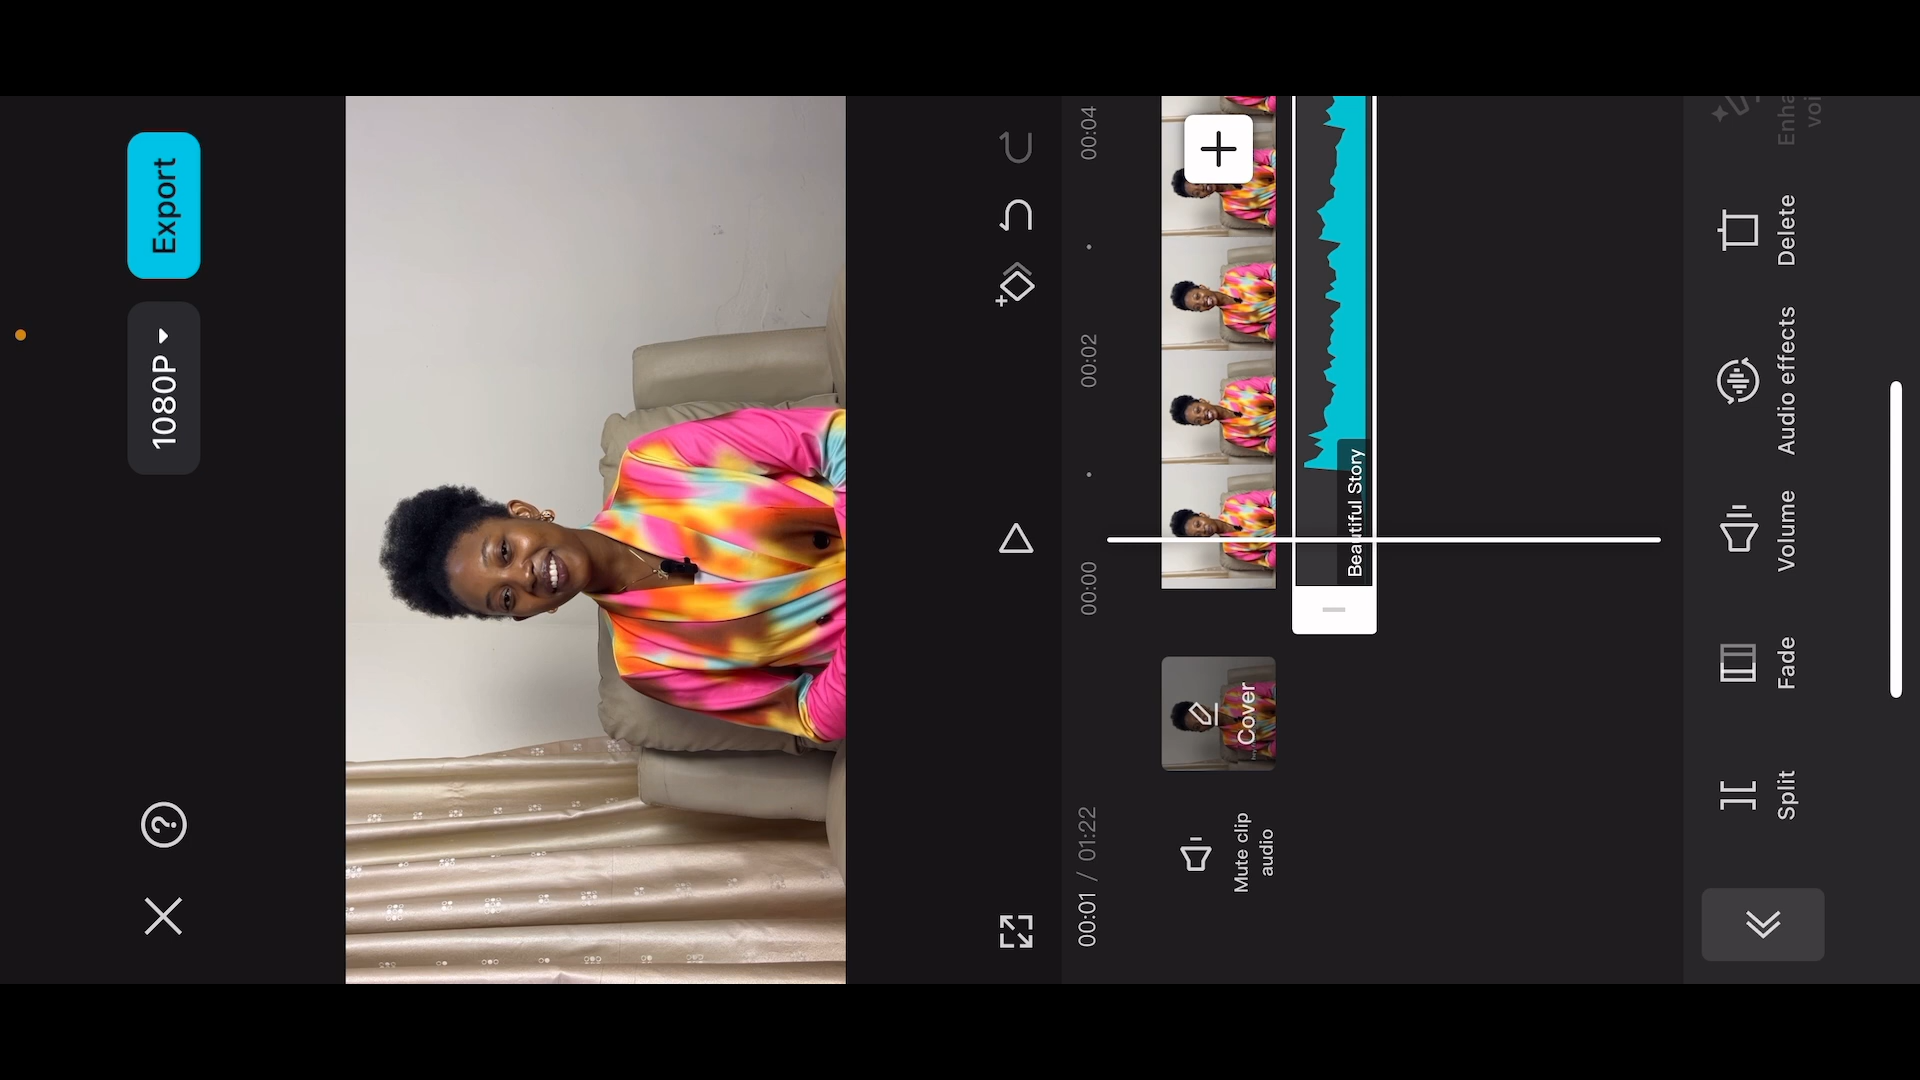 1080P
Export
00:01 / 01:22
00:00
00:02
00:04
Mute clip
audio
Cover
Beautiful Story
Split
Fade
Volume
Audio effects
Delete